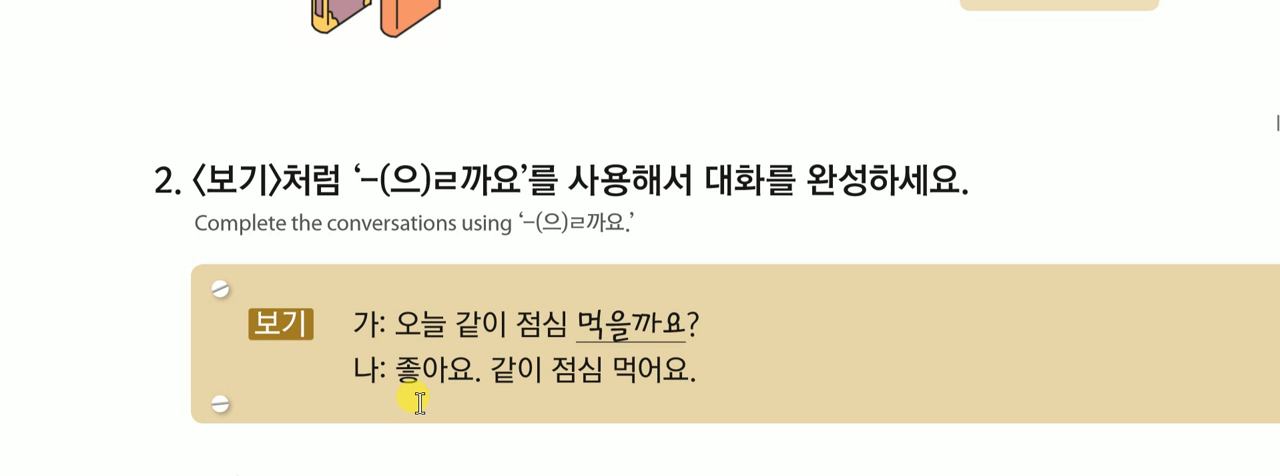 2. 〈보기〉처럼 ‘-(으)ㄹ까요’를 사용해서 대화를 완성하세요.
Complete the conversations using ‘-(으)ㄹ까요.’
보기 가: 오늘 같이 점심 먹을까요?
나: 좋아요. 같이 점심 먹어요.